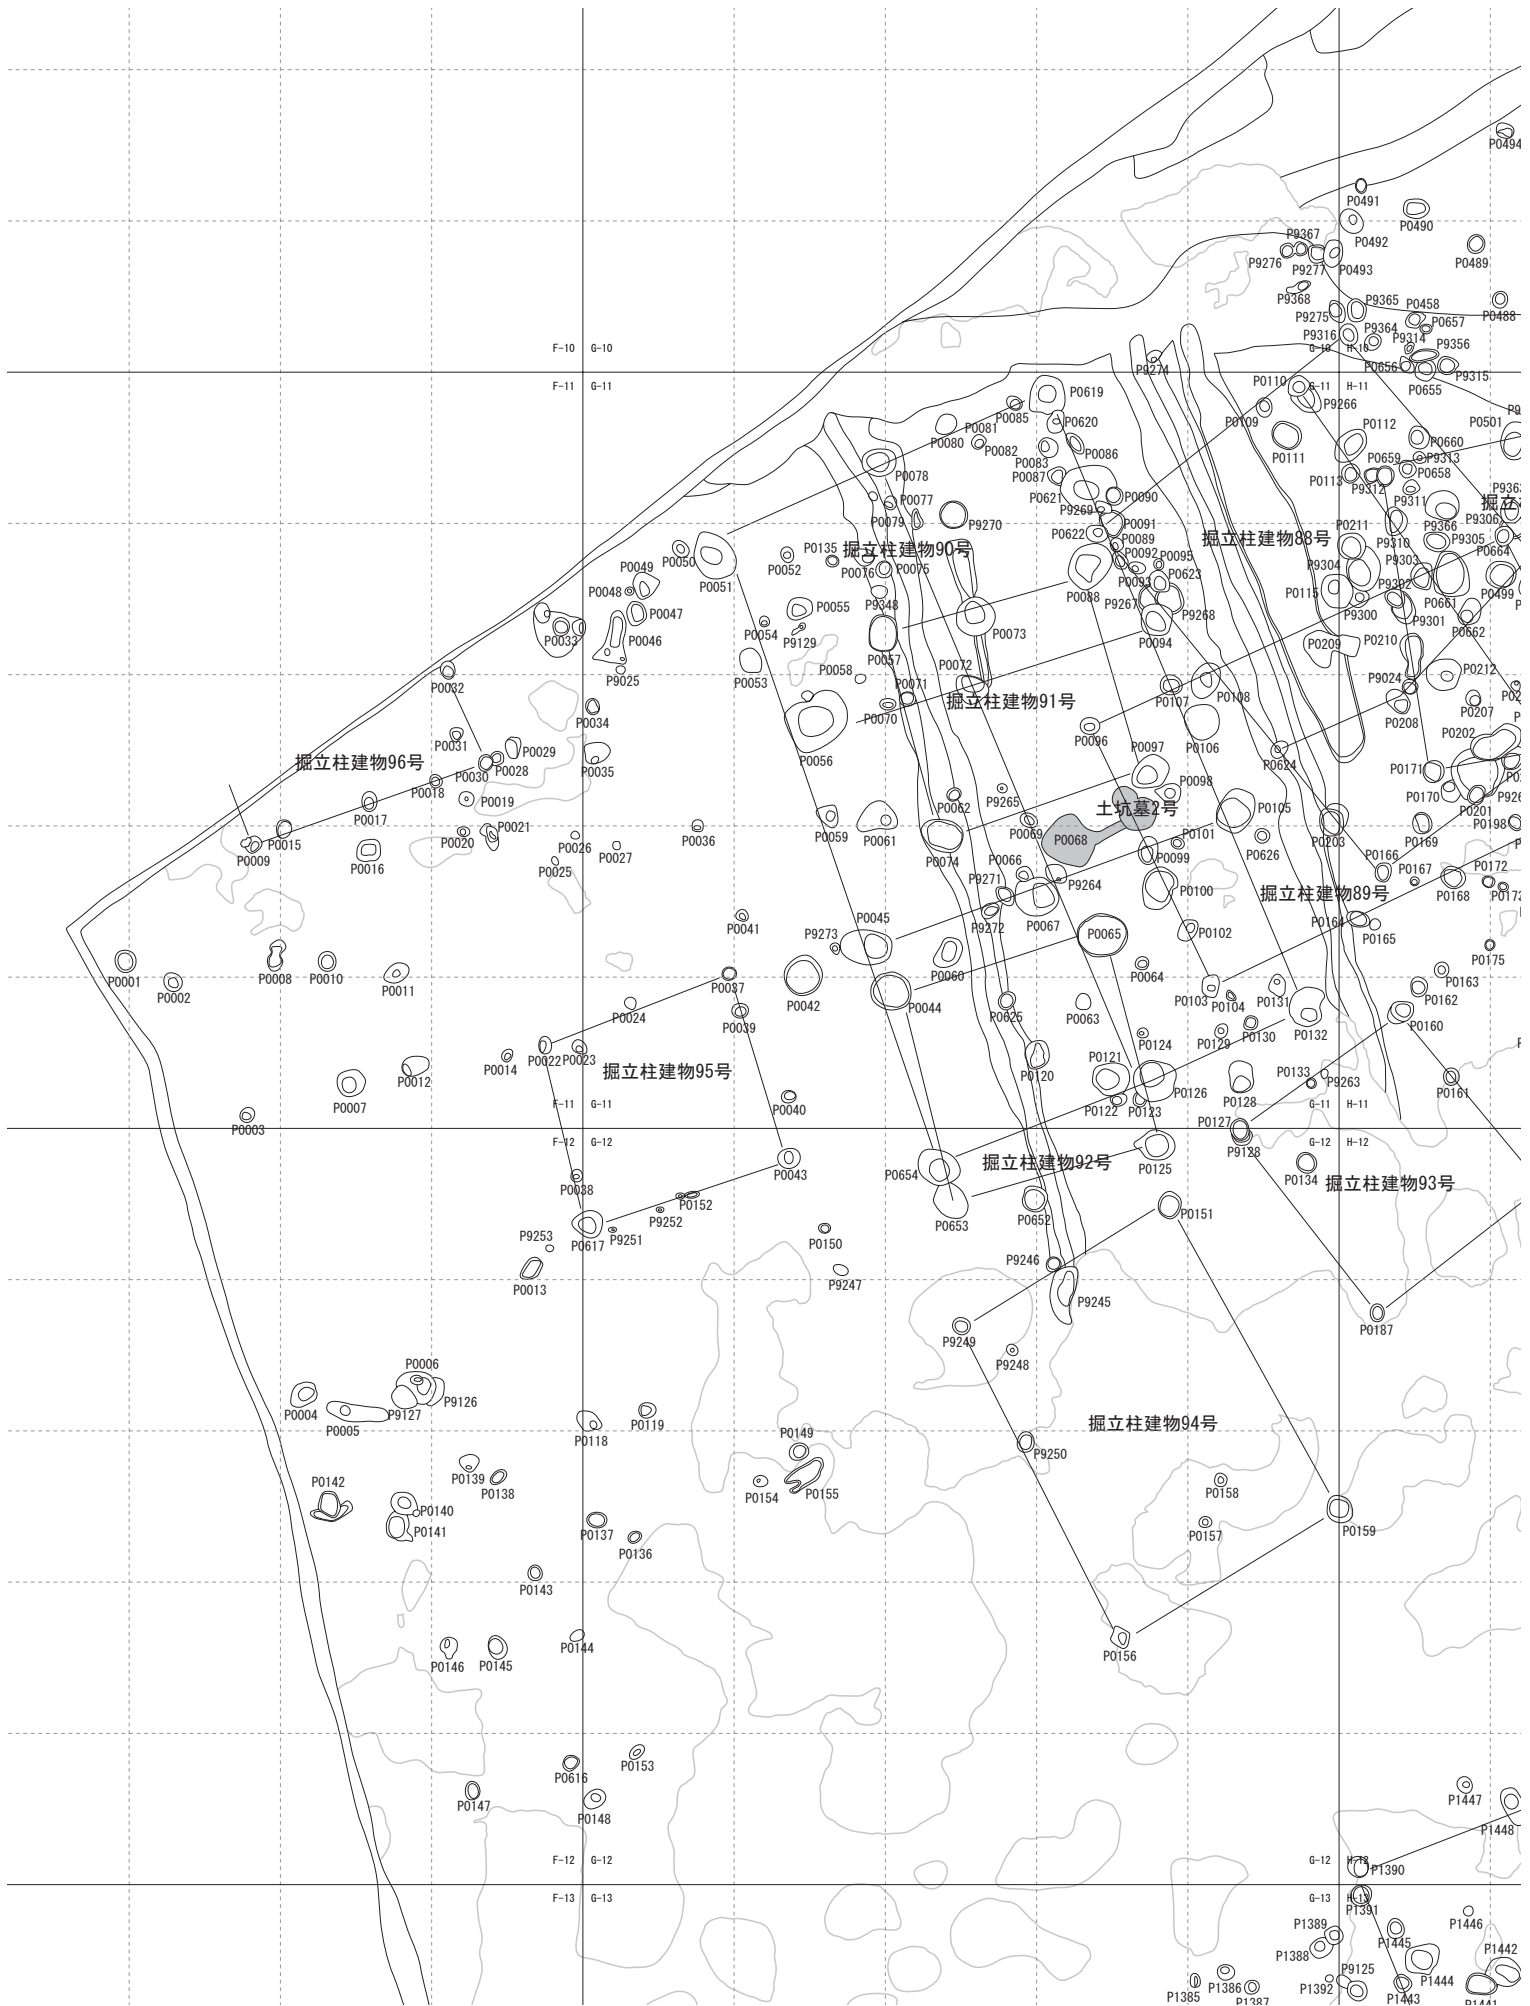 P0494
P0491
P0490
P0492
P9367
P0489
P9276
P9277
P0493
P9368
P9365
P0458
P0488
P9275
P0657
P9316
P9364
P9314
P9356
F-10 G-10
G-10 H-10
P9274
P0656
P9315
P0655
F-11 G-11
P0110
G-11 H-11
P0619
P0085
P9266
P0109
P0081
P0620
P0112
P0501
P0080
P0082
P0086
P0660
P0083
P0111
P0659
P9313
P0078
P0087
P0658
P0113
P9312
P0077
P0621
P0090
P9311
P9269
P0079
P9270
P0091
P0211
P9366
P9306
P0622
P0089
掘立柱建物88号
P9310
P9305
P0135
掘立柱建物90号
P0092
P0095
P0664
P0049
P0050
P0052
P0076
P0075
P9304
P9303
P0051
P0093
P0623
P0048
P0088
P0115
P9302
P0499
P9348
P9267
P0661
P0055
P0047
P9300
P9268
P9301
P0073
P0662
P0054
P0033
P0046
P9129
P0094
P0209
P0210
P0057
P0058
P0072
P0032
P9025
P0053
P0071
P9024
P0212
掘立柱建物91号
P0107
P0108
P0070
P0034
P0208
P0207
P0096
P0106
P0202
P0031
P0029
掘立柱建物96号
P0056
P0097
P0028
P0030
P0035
P0624
P0171
P0018
P0098
P9265
P0170
P0019
P0062
土坑墓2号
P0105
P0201
P0017
P0021
P0198
P0069
P0015
P0020
P0026
P0036
P0059
P0061
P0068
P0101
P0169
P0009
P0027
P0074
P0626
P0203
P0099
P0166
P0016
P0025
P0066
P0167
P0172
P9271
P9264
P0100
掘立柱建物89号
P0168
P0173
P0041
P0045
P9272
P0067
P0164
P0165
P9273
P0065
P0102
P0175
P0001
P0008
P0010
P0060
P0064
P0163
P0002
P0011
P0037
P0042
P0162
P0103
P0131
P0024
P0044
P0104
P0039
P0625
P0063
P0160
P0129
P0130
P0132
P0014
P0022
P0023
P0124
P0121
掘立柱建物95号
P0012
P0120
P0133
P9263
P0007
P0126
P0161
P0040
P0122
P0123
P0128
F-11 G-11
G-11 H-11
P0003
P0127
F-12 G-12
G-12 H-12
P9128
掘立柱建物92号
P0043
P0654
P0125
P0134
掘立柱建物93号
P0038
P0152
P0151
P9252
P0652
P0653
P9253
P0617
P9251
P0150
P9246
P0013
P9247
P9245
P9249
P0187
P9248
P0006
P9126
P0004
P9127
P0005
P0119
掘立柱建物94号
P0118
P0149
P9250
P0139
P0142
P0138
P0154
P0155
P0158
P0140
P0141
P0137
P0157
P0159
P0136
P0143
P0144
P0146
P0145
P0156
P0153
P0616
P0147
P0148
P1447
P1448
F-12 G-12
G-12 H-12
P1390
F-13 G-13
G-13 H-13
P1391
P1446
P1389
P1445
P1388
P1442
P9125
P1444
P1386
P1392
P1385
P1387
P1443
P1441